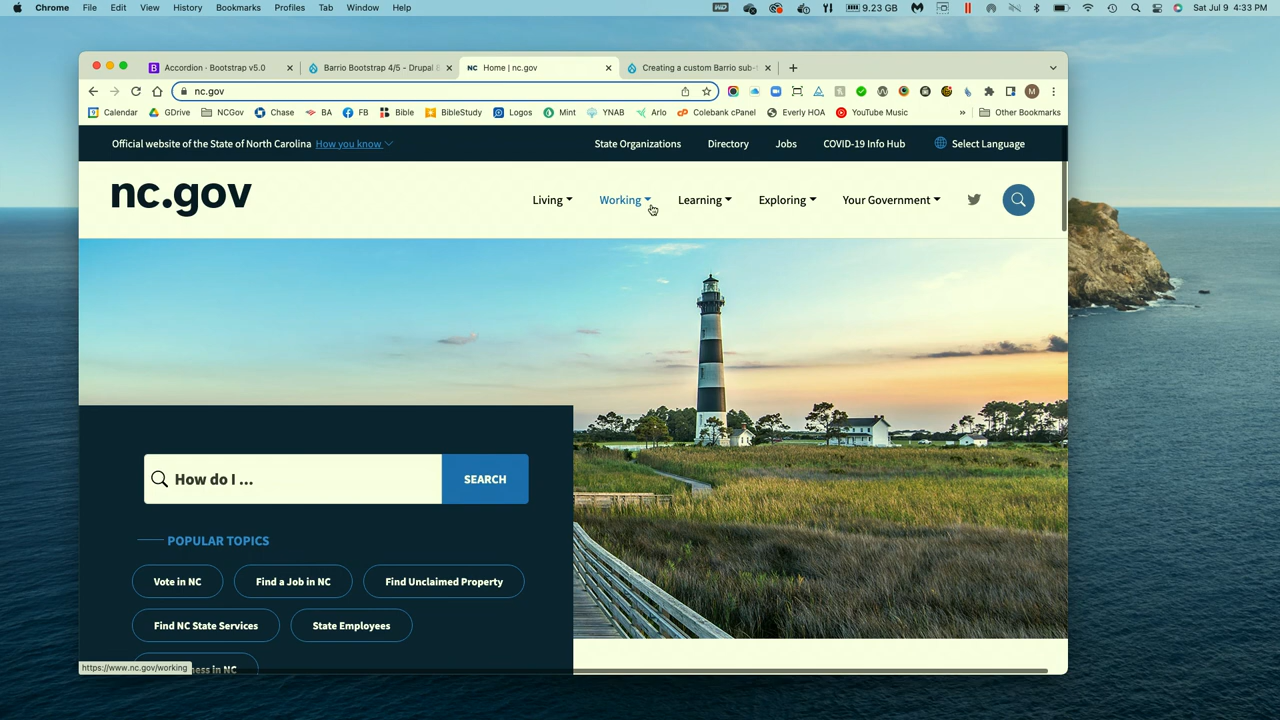 Chrome File Edit View History Bookmarks Profiles Tab Window Help 9.23 GB Sat Jul 9 4:33 PM
Accordion · Bootstrap v5.0 Barrio Bootstrap 4/5 - Drupal NC Home | nc.gov Creating a custom Barrio sub-
nc.gov M
Calendar GDrive NCGov Chase BA FB Bible BibleStudy Logos Mint YNAB Arlo Colebank cPanel Everly HOA YouTube Music » Other Bookmarks
Official website of the State of North Carolina How you know State Organizations Directory Jobs COVID-19 Info Hub Select Language
nc.gov Living Working Learning Exploring Your Government
How do I ... SEARCH
POPULAR TOPICS
Vote in NC Find a Job in NC Find Unclaimed Property
Find NC State Services State Employees
https://www.nc.gov/working in NC